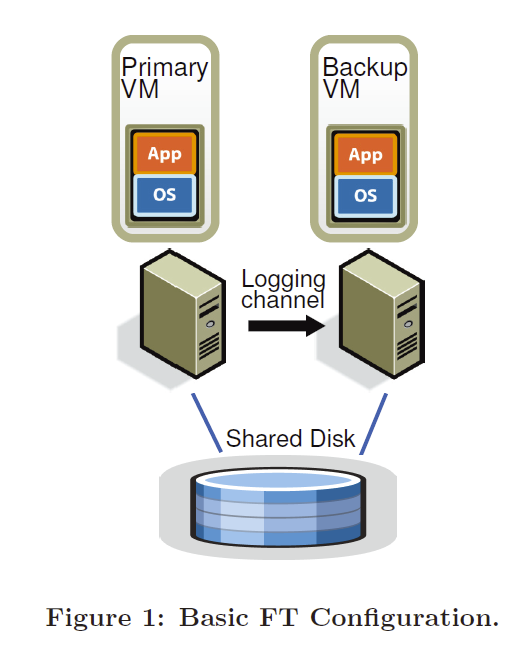 Primary
VM
Backup
VM
App
OS
App
OS
Logging
channel
Shared Disk
Figure 1: Basic FT Configuration.